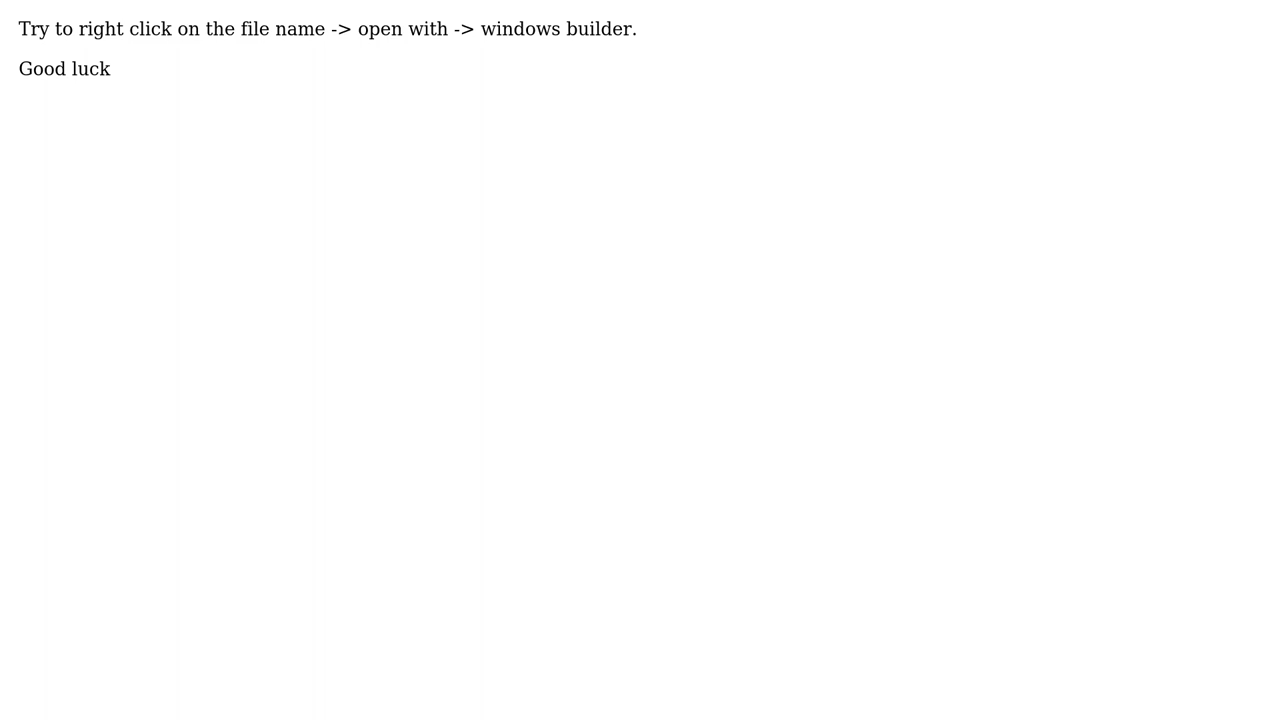 Try to right click on the file name -> open with -> windows builder.
Good luck